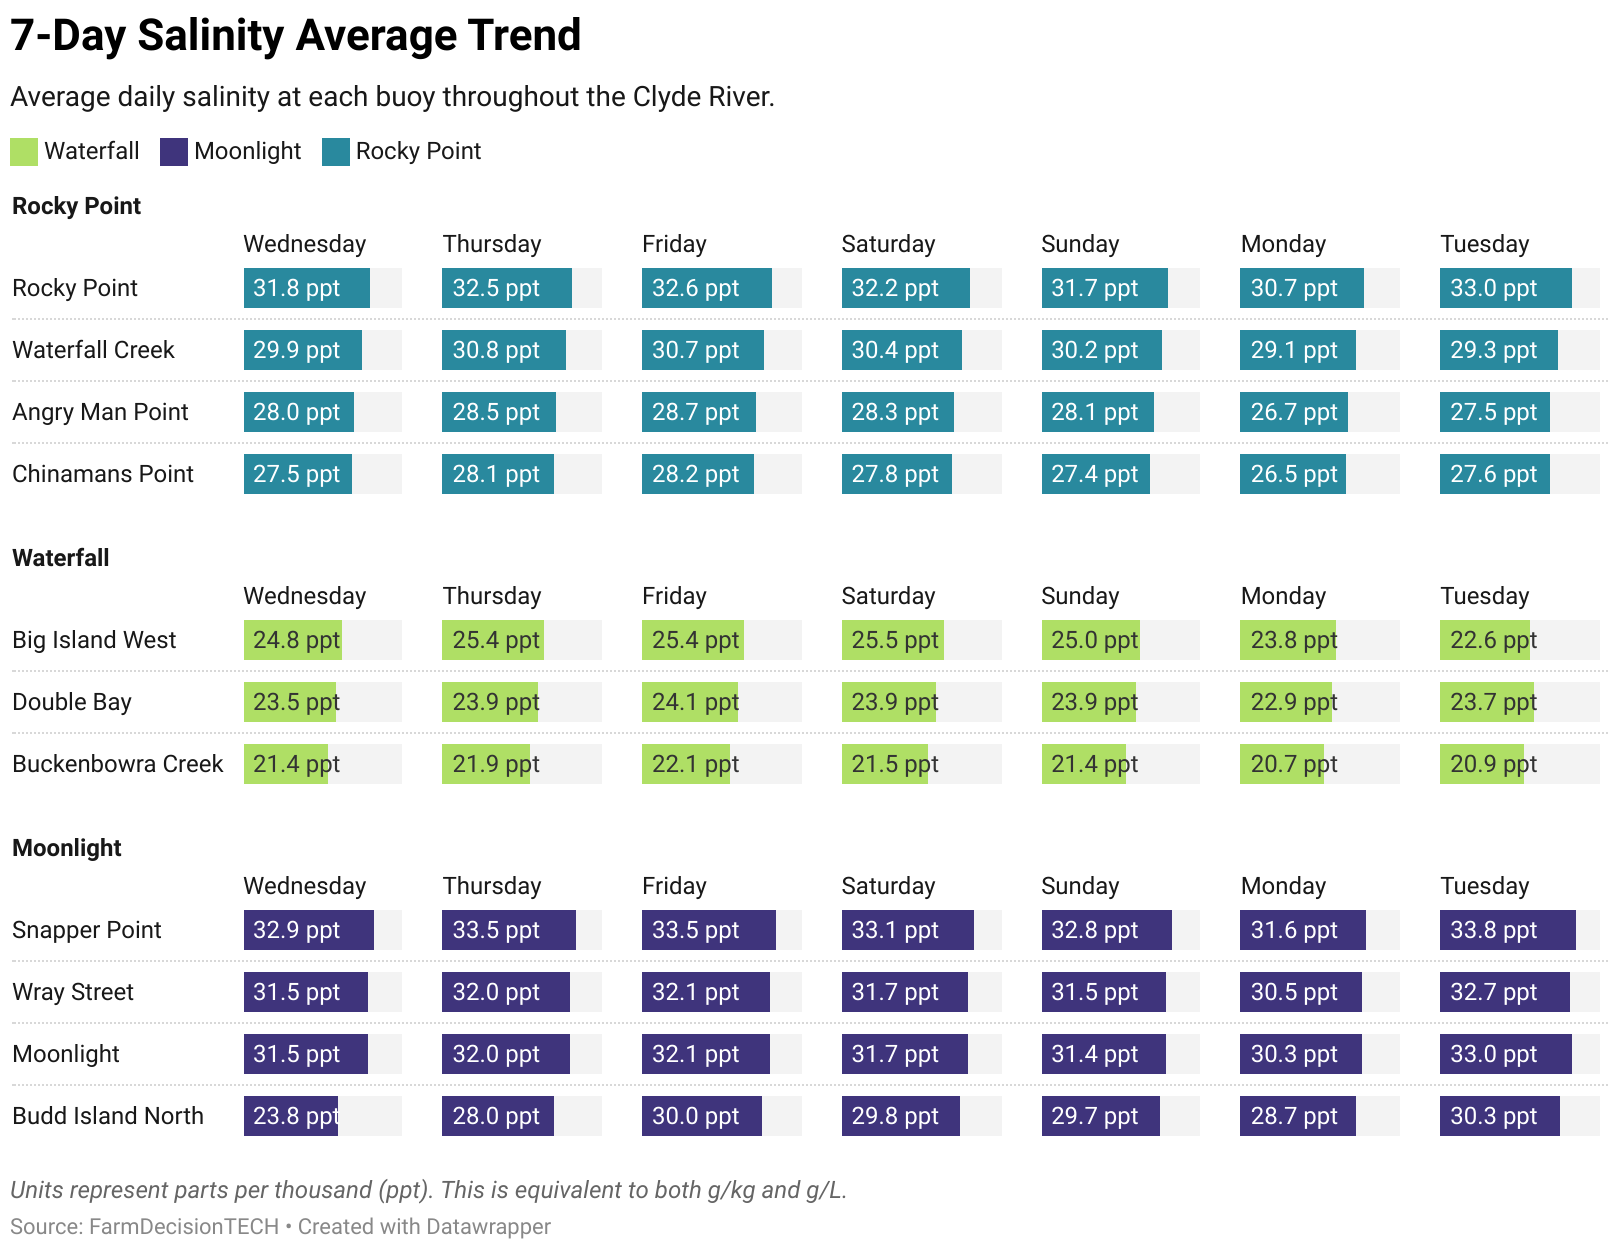 7-Day Salinity Average Trend
Average daily salinity at each buoy throughout the Clyde River.
Waterfall Moonlight Rocky Point
Rocky Point
Wednesday Thursday Friday Saturday Sunday Monday Tuesday
Rocky Point 31.8 ppt 32.5 ppt 32.6 ppt 32.2 ppt 31.7 ppt 30.7 ppt 33.0 ppt
Waterfall Creek 29.9 ppt 30.8 ppt 30.7 ppt 30.4 ppt 30.2 ppt 29.1 ppt 29.3 ppt
Angry Man Point 28.0 ppt 28.5 ppt 28.7 ppt 28.3 ppt 28.1 ppt 26.7 ppt 27.5 ppt
Chinamans Point 27.5 ppt 28.1 ppt 28.2 ppt 27.8 ppt 27.4 ppt 26.5 ppt 27.6 ppt
Waterfall
Wednesday Thursday Friday Saturday Sunday Monday Tuesday
Big Island West 24.8 ppt 25.4 ppt 25.4 ppt 25.5 ppt 25.0 ppt 23.8 ppt 22.6 ppt
Double Bay 23.5 ppt 23.9 ppt 24.1 ppt 23.9 ppt 23.9 ppt 22.9 ppt 23.7 ppt
Buckenbowra Creek 21.4 ppt 21.9 ppt 22.1 ppt 21.5 ppt 21.4 ppt 20.7 ppt 20.9 ppt
Moonlight
Wednesday Thursday Friday Saturday Sunday Monday Tuesday
Snapper Point 32.9 ppt 33.5 ppt 33.5 ppt 33.1 ppt 32.8 ppt 31.6 ppt 33.8 ppt
Wray Street 31.5 ppt 32.0 ppt 32.1 ppt 31.7 ppt 31.5 ppt 30.5 ppt 32.7 ppt
Moonlight 31.5 ppt 32.0 ppt 32.1 ppt 31.7 ppt 31.4 ppt 30.3 ppt 33.0 ppt
Budd Island North 23.8 ppt 28.0 ppt 30.0 ppt 29.8 ppt 29.7 ppt 28.7 ppt 30.3 ppt
Units represent parts per thousand (ppt). This is equivalent to both g/kg and g/L.
Source: FarmDecisionTECH • Created with Datawrapper